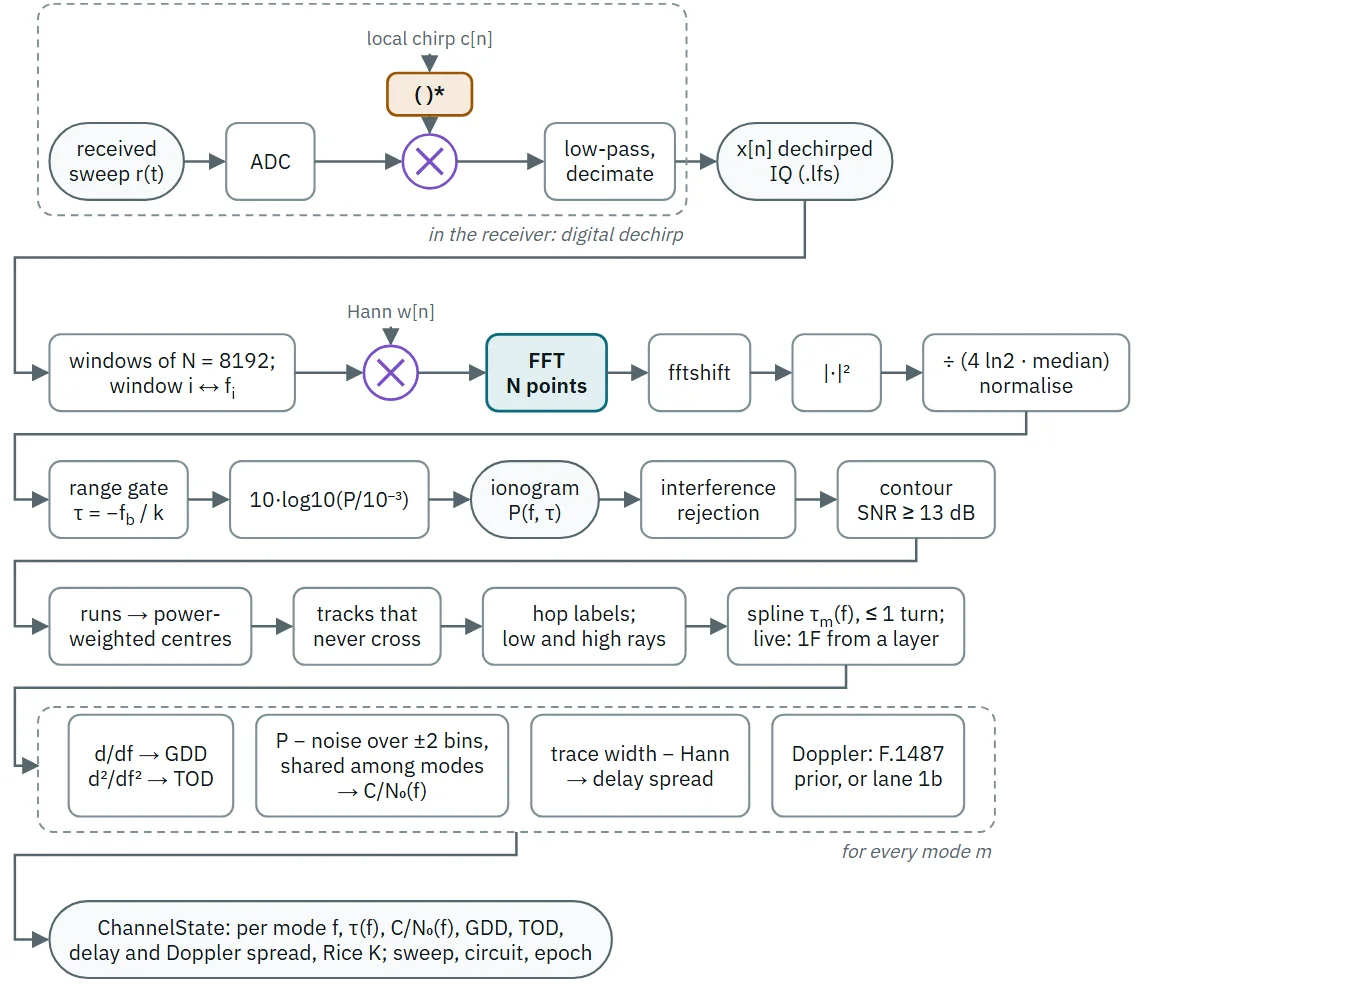 local chirp c[n]
( )*
received
sweep r(t)
ADC
low-pass,
decimate
x[n] dechirped
IQ (.lfs)
in the receiver: digital dechirp
Hann w[n]
windows of N = 8192;
window i ↔ fᵢ
FFT
N points
fftshift
|·|²
÷ (4 ln2 · median)
normalise
range gate
τ = −f_b / k
10·log10(P/10⁻³)
ionogram
P(f, τ)
interference
rejection
contour
SNR ≥ 13 dB
runs → power-
weighted centres
tracks that
never cross
hop labels;
low and high rays
spline τₘ(f), ≤ 1 turn;
live: 1F from a layer
d/df → GDD
d²/df² → TOD
P − noise over ±2 bins,
shared among modes
→ C/N₀(f)
trace width − Hann
→ delay spread
Doppler: F.1487
prior, or lane 1b
for every mode m
ChannelState: per mode f, τ(f), C/N₀(f), GDD, TOD,
delay and Doppler spread, Rice K; sweep, circuit, epoch